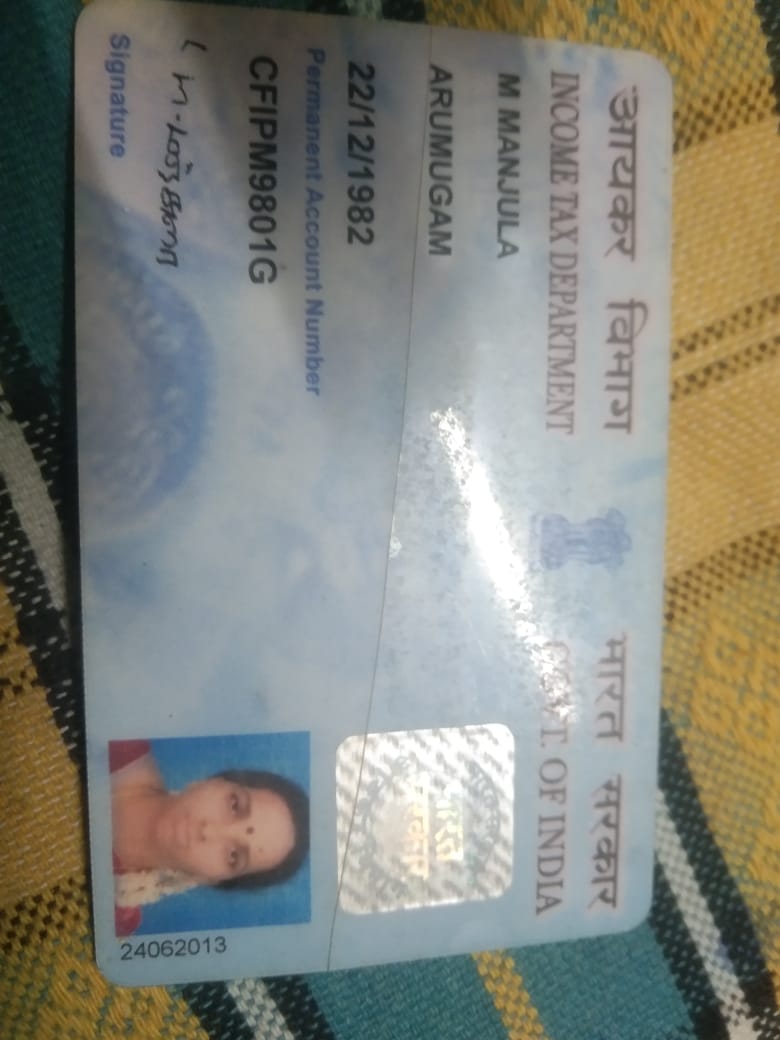 आयकर विभाग
INCOME TAX DEPARTMENT
भारत सरकार
GOVT. OF INDIA
M MANJULA
ARUMUGAM
22/12/1982
Permanent Account Number
CFIPM9801G
Signature
भारत
24062013